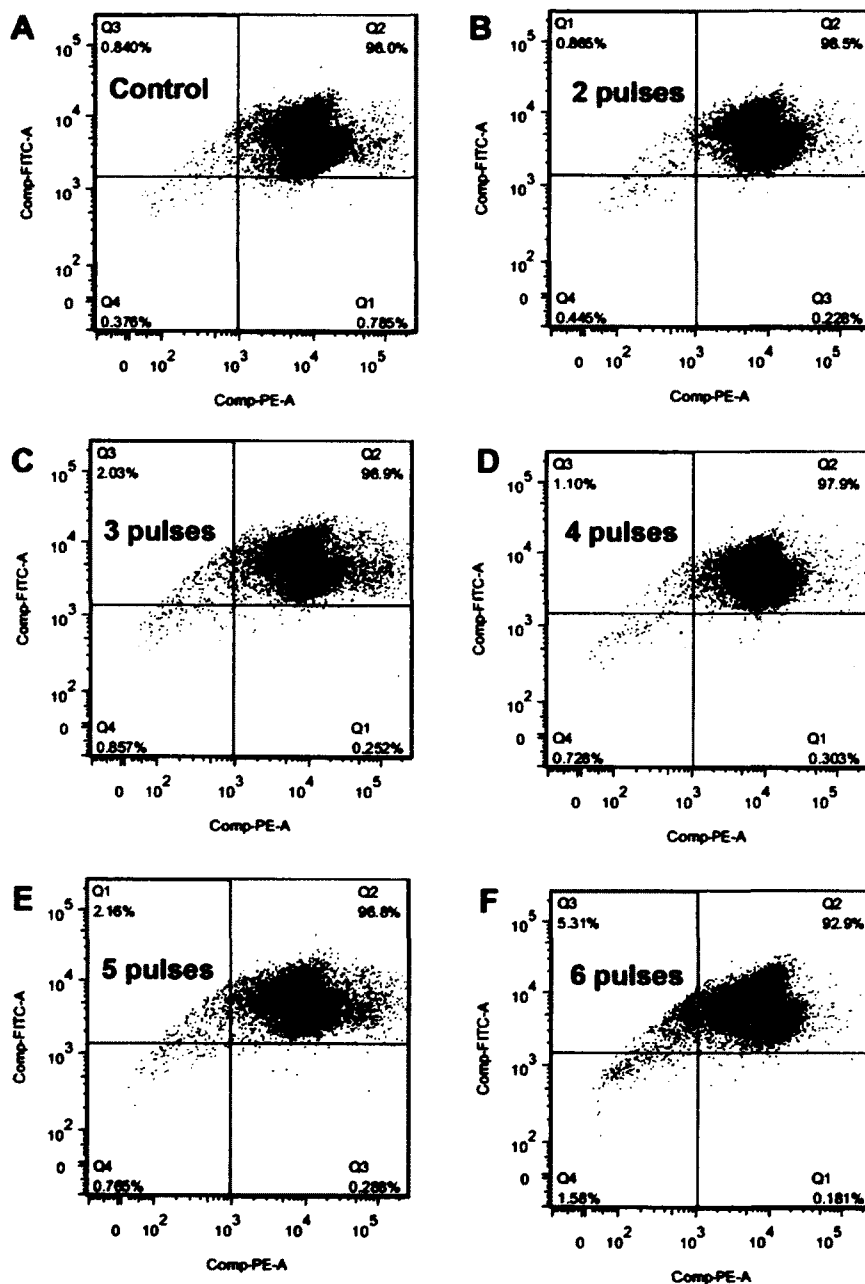 A
Q3 Q2
0.840% 98.0%
Control
10^5
10^4
10^3
10^2
0
Comp-FITC-A
Q4 Q1
0.376% 0.785%
0 10^2 10^3 10^4 10^5
Comp-PE-A
B
Q1 Q2
0.865% 98.5%
2 pulses
10^5
10^4
10^3
10^2
0
Comp-FITC-A
Q4 Q3
0.445% 0.228%
0 10^2 10^3 10^4 10^5
Comp-PE-A
C
Q3 Q2
2.03% 96.9%
3 pulses
10^5
10^4
10^3
10^2
0
Comp-FITC-A
Q4 Q1
0.857% 0.252%
0 10^2 10^3 10^4 10^5
Comp-PE-A
D
Q3 Q2
1.10% 97.9%
4 pulses
10^5
10^4
10^3
10^2
0
Comp-FITC-A
Q4 Q1
0.728% 0.303%
0 10^2 10^3 10^4 10^5
Comp-PE-A
E
Q1 Q2
2.16% 96.8%
5 pulses
10^5
10^4
10^3
10^2
0
Comp-FITC-A
Q4 Q3
0.765% 0.288%
0 10^2 10^3 10^4 10^5
Comp-PE-A
F
Q3 Q2
5.31% 92.9%
6 pulses
10^5
10^4
10^3
10^2
0
Comp-FITC-A
Q4 Q1
1.58% 0.181%
0 10^2 10^3 10^4 10^5
Comp-PE-A